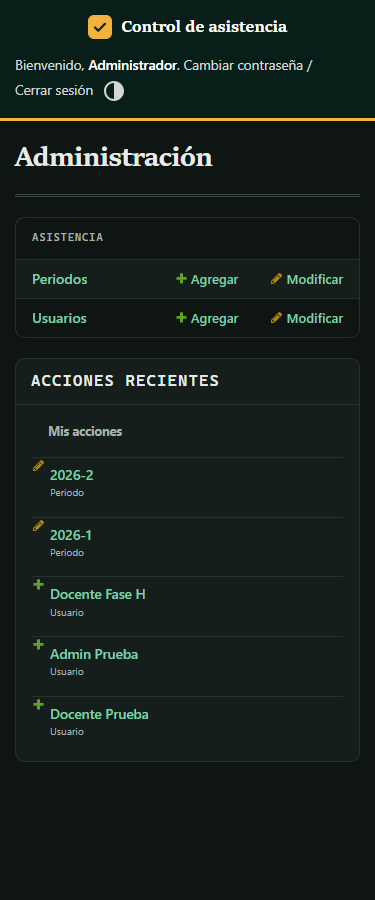 Control de asistencia
Bienvenido, Administrador. Cambiar contraseña /
Cerrar sesión
Administración
ASISTENCIA
Periodos Agregar Modificar
Usuarios Agregar Modificar
ACCIONES RECIENTES
Mis acciones
2026-2
Periodo
2026-1
Periodo
Docente Fase H
Usuario
Admin Prueba
Usuario
Docente Prueba
Usuario